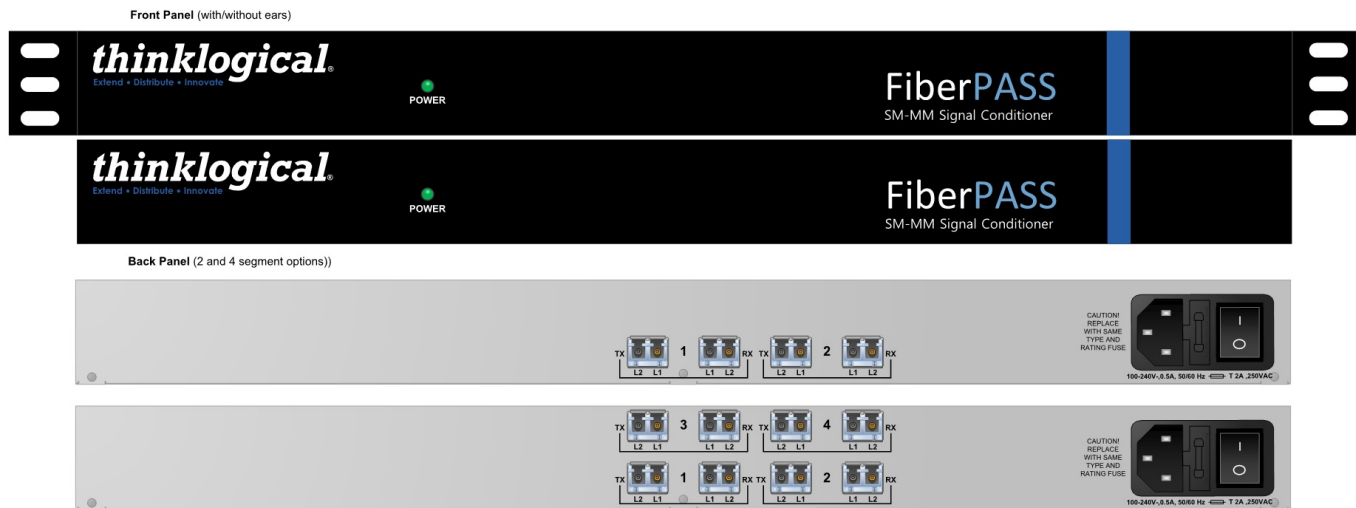 Front Panel (with/without ears)
thinklogical®
Extend • Distribute • Innovate
POWER
FiberPASS
SM-MM Signal Conditioner
thinklogical®
Extend • Distribute • Innovate
POWER
FiberPASS
SM-MM Signal Conditioner
Back Panel (2 and 4 segment options))
TX 1 RX TX 2 RX
L2 L1 L1 L2 L2 L1 L1 L2
CAUTION!
REPLACE
WITH SAME
TYPE AND
RATING FUSE
I
O
100-240V~,0.5A, 50/60 Hz T 2A ,250VAC
TX 3 RX TX 4 RX
L2 L1 L1 L2 L2 L1 L1 L2
TX 1 RX TX 2 RX
L2 L1 L1 L2 L2 L1 L1 L2
CAUTION!
REPLACE
WITH SAME
TYPE AND
RATING FUSE
I
O
100-240V~,0.5A, 50/60 Hz T 2A ,250VAC